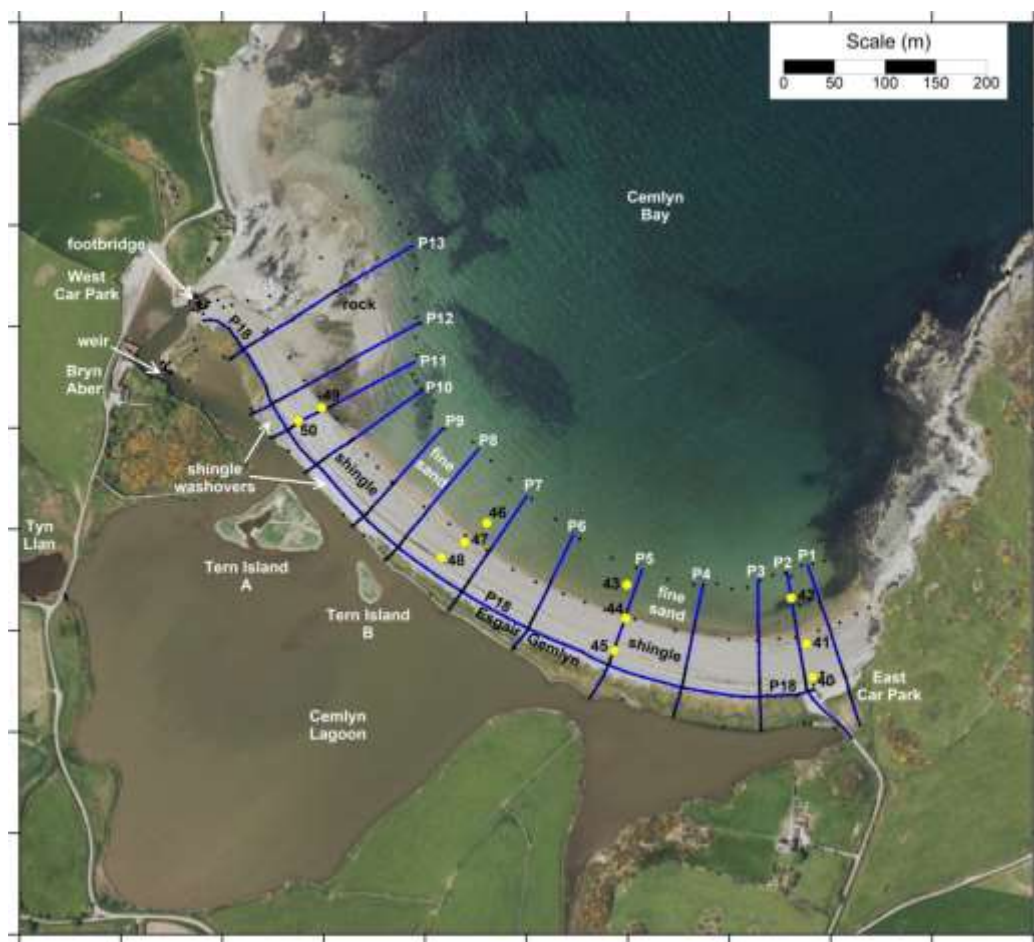 Scale (m)
0 50 100 150 200
Cemlyn
Bay
footbridge
West
Car Park
weir
Bryn
Aber
P18
rock
P13
P12
P11
P10
P9
P8
P7
P6
P5
P4
P3
P2
P1
49
50
shingle
washovers
shingle
fine
sand
46
47
48
43
44
45
fine
sand
shingle
42
41
40
Tyn
Llan
Tern Island
A
Tern Island
B
P18
Esgair Gemlyn
P18
East
Car Park
Cemlyn
Lagoon